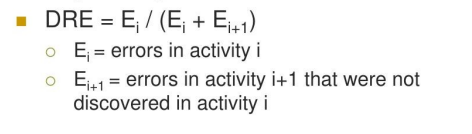 DRE = Eᵢ / (Eᵢ + Eᵢ₊₁)
Eᵢ = errors in activity i
Eᵢ₊₁ = errors in activity i+1 that were not
discovered in activity i